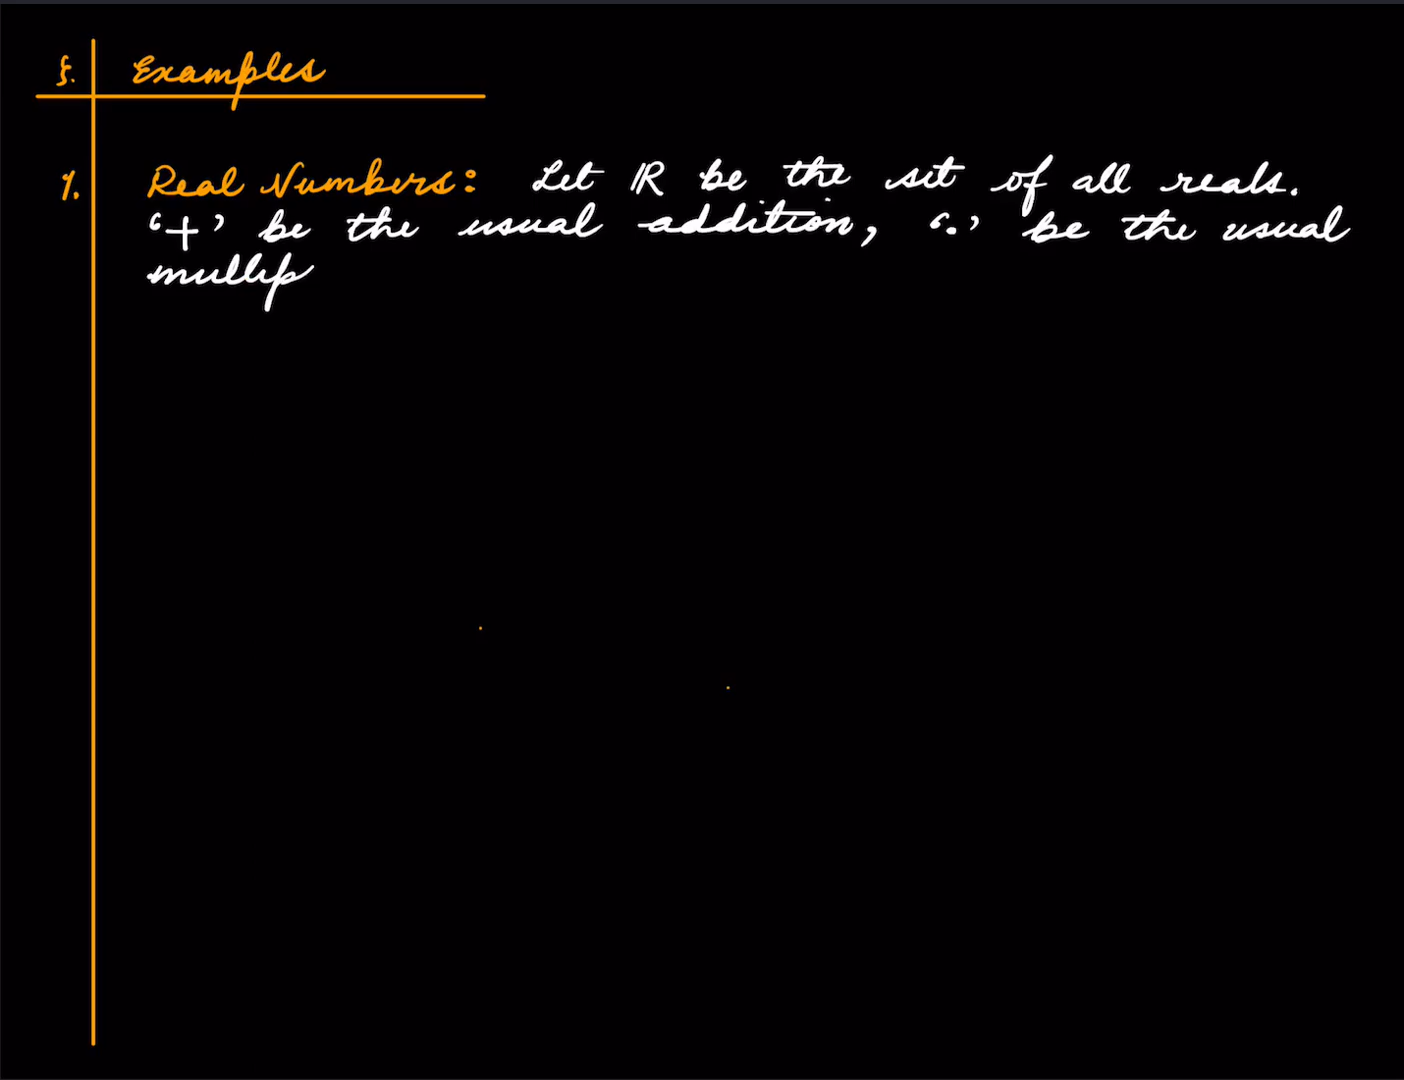 §. Examples
1. Real Numbers: Let ℝ be the set of all reals.
‘+’ be the usual addition, ‘.’ be the usual
multip